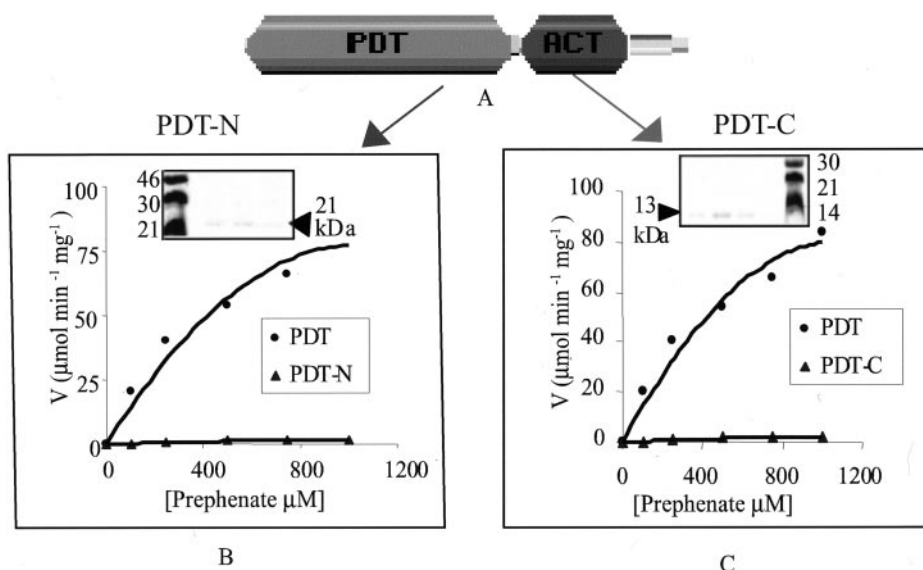 PDT ACT
A
PDT-N
PDT-C
100
75
50
25
0
V (µmol min -1 mg-1)
46
30
21
21
kDa
PDT
PDT-N
0 400 800 1200
[Prephenate µM]
B
100
80
60
40
20
0
V (µmol min -1 mg-1)
13
kDa
30
21
14
PDT
PDT-C
0 400 800 1200
[Prephenate µM]
C